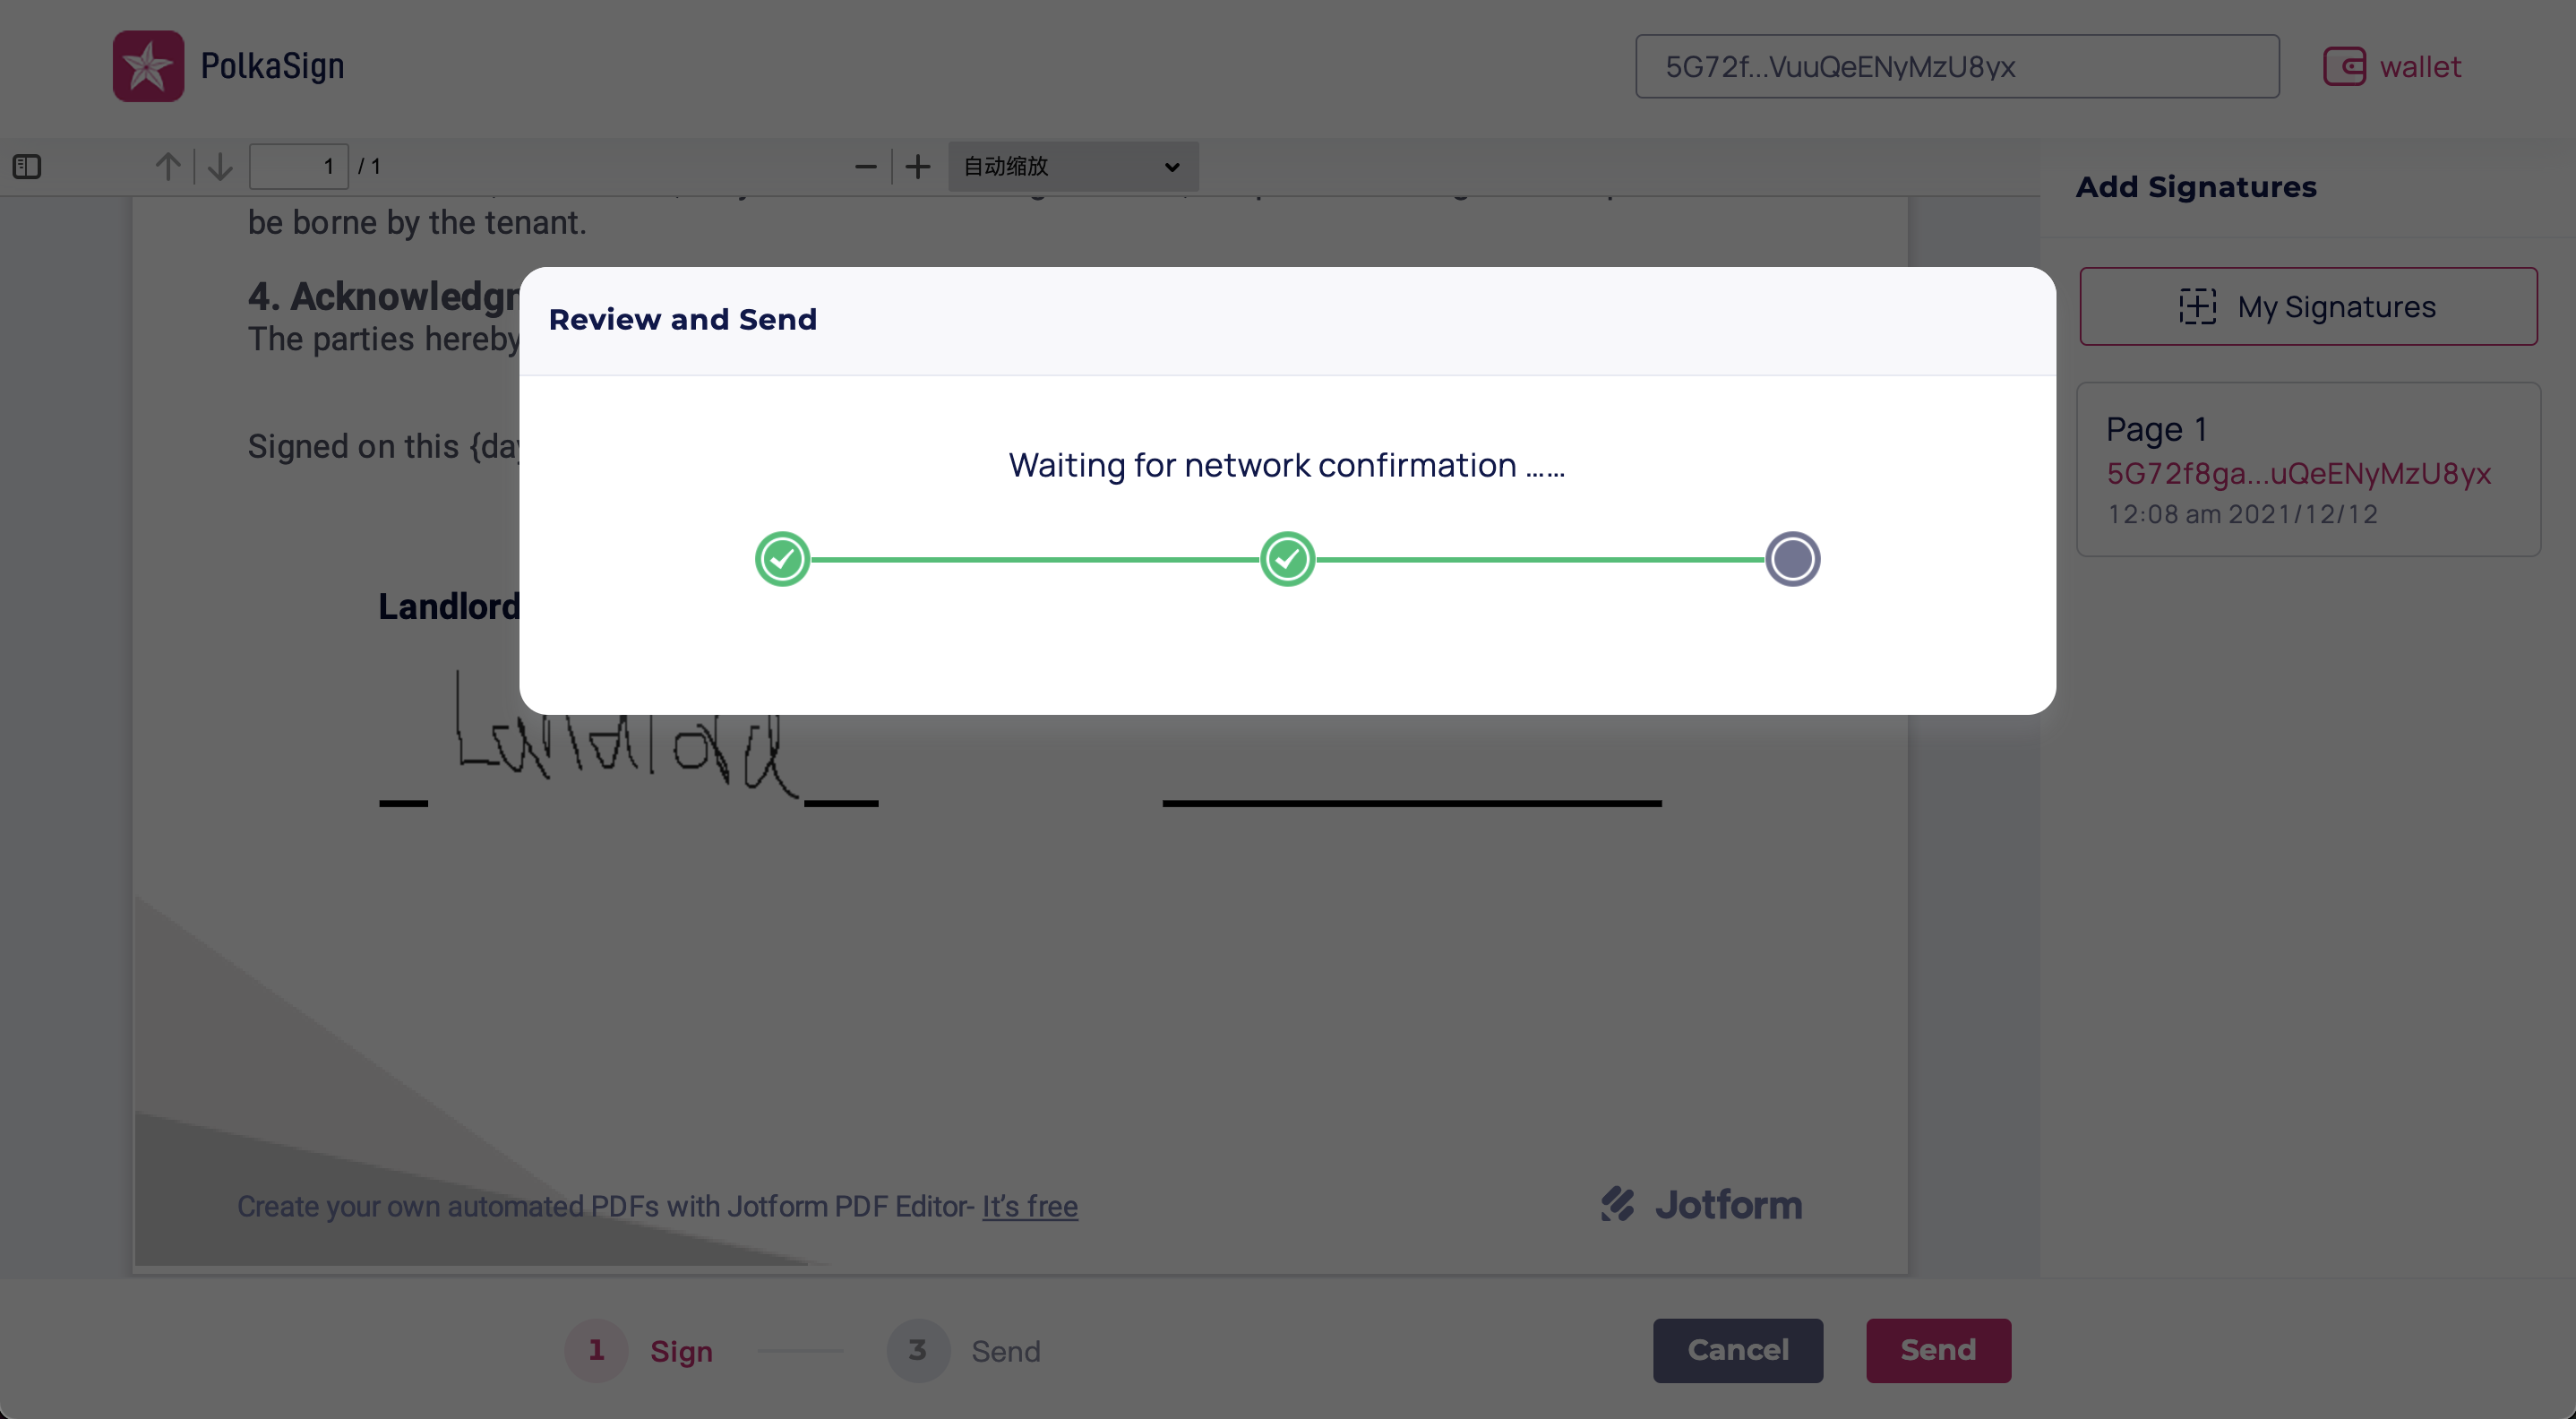 PolkaSign
5G72f...VuuQeENyMzU8yx
wallet
1 / 1
自动缩放
Add Signatures
be borne by the tenant.
My Signatures
4. Acknowledgm
The parties hereby
Review and Send
Page 1
5G72f8ga...uQeENyMzU8yx
12:08 am 2021/12/12
Signed on this {day
Waiting for network confirmation ......
Landlord
Landlord
Create your own automated PDFs with Jotform PDF Editor- It's free
Jotform
1 Sign
3 Send
Cancel
Send